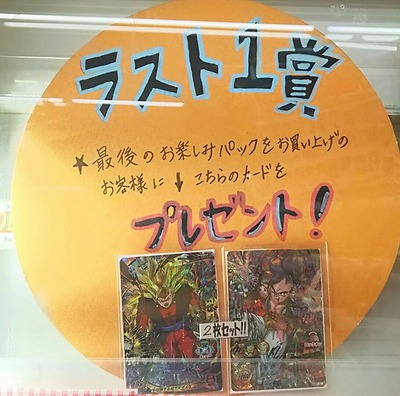 ラスト1賞
★最後のお楽しみパックをお買い上げの
お客様に↓こちらのカードを
プレゼント!
2枚セット!!